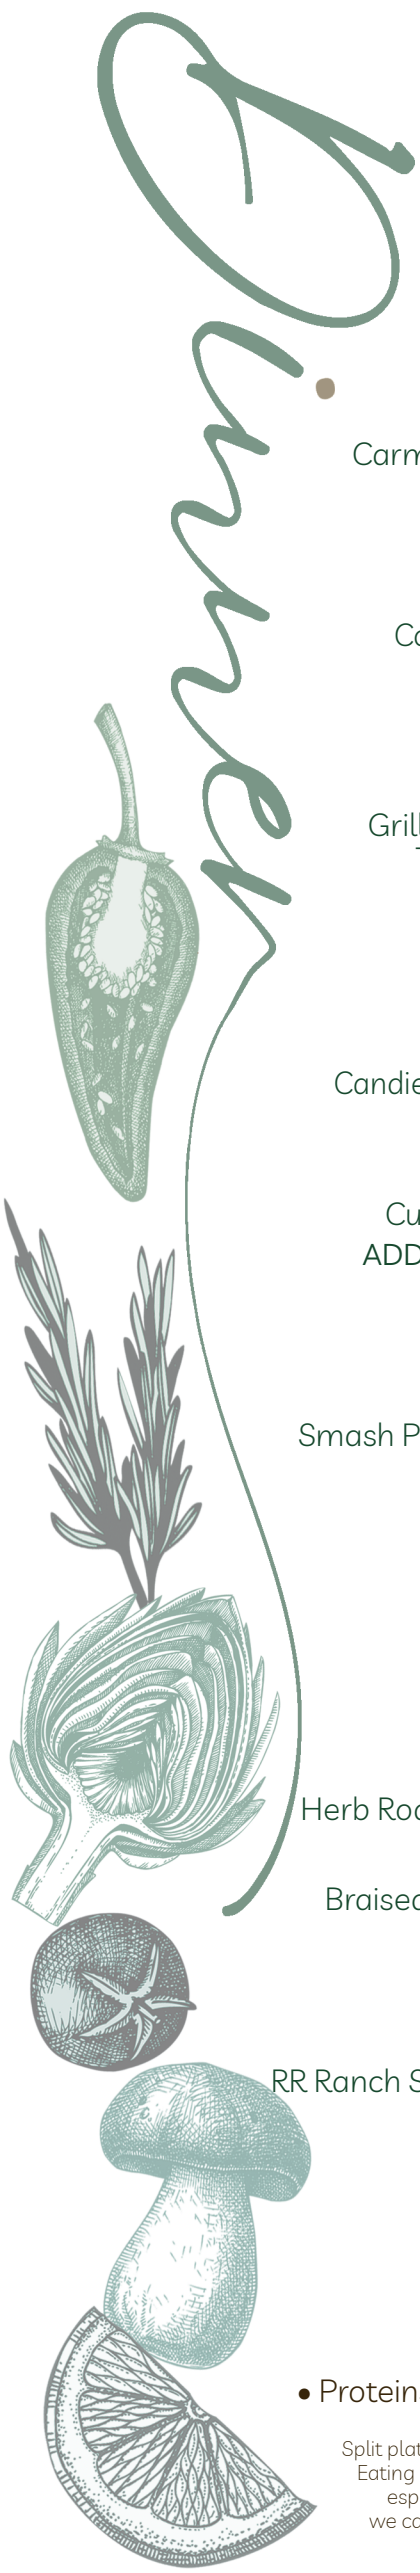 Dinner
Carm
Ca
Grill
Candie
Cu
ADD
Smash P
Herb Roa
Braised
RR Ranch S
• Protein
Split plat
Eating
esp
we ca